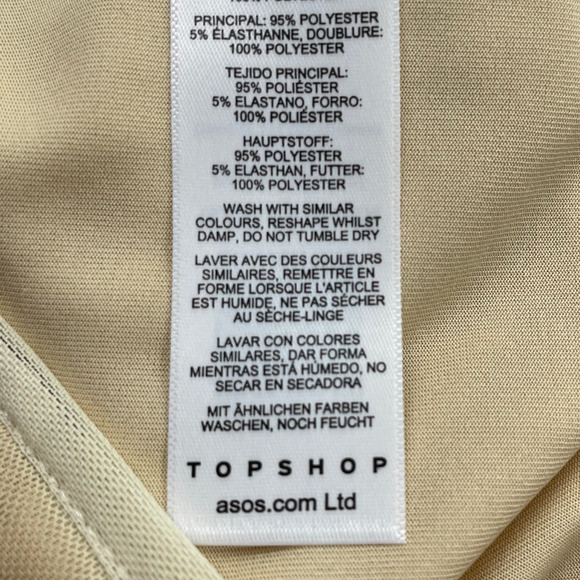 100% POLYESTER
PRINCIPAL: 95% POLYESTER
5% ÉLASTHANNE, DOUBLURE:
100% POLYESTER
TEJIDO PRINCIPAL:
95% POLIÉSTER
5% ELASTANO, FORRO:
100% POLIÉSTER
HAUPTSTOFF:
95% POLYESTER
5% ELASTHAN, FUTTER:
100% POLYESTER
WASH WITH SIMILAR
COLOURS, RESHAPE WHILST
DAMP, DO NOT TUMBLE DRY
LAVER AVEC DES COULEURS
SIMILAIRES, REMETTRE EN
FORME LORSQUE L'ARTICLE
EST HUMIDE, NE PAS SÉCHER
AU SÈCHE-LINGE
LAVAR CON COLORES
SIMILARES, DAR FORMA
MIENTRAS ESTÁ HÚMEDO, NO
SECAR EN SECADORA
MIT ÄHNLICHEN FARBEN
WASCHEN, NOCH FEUCHT
TOPSHOP
asos.com Ltd